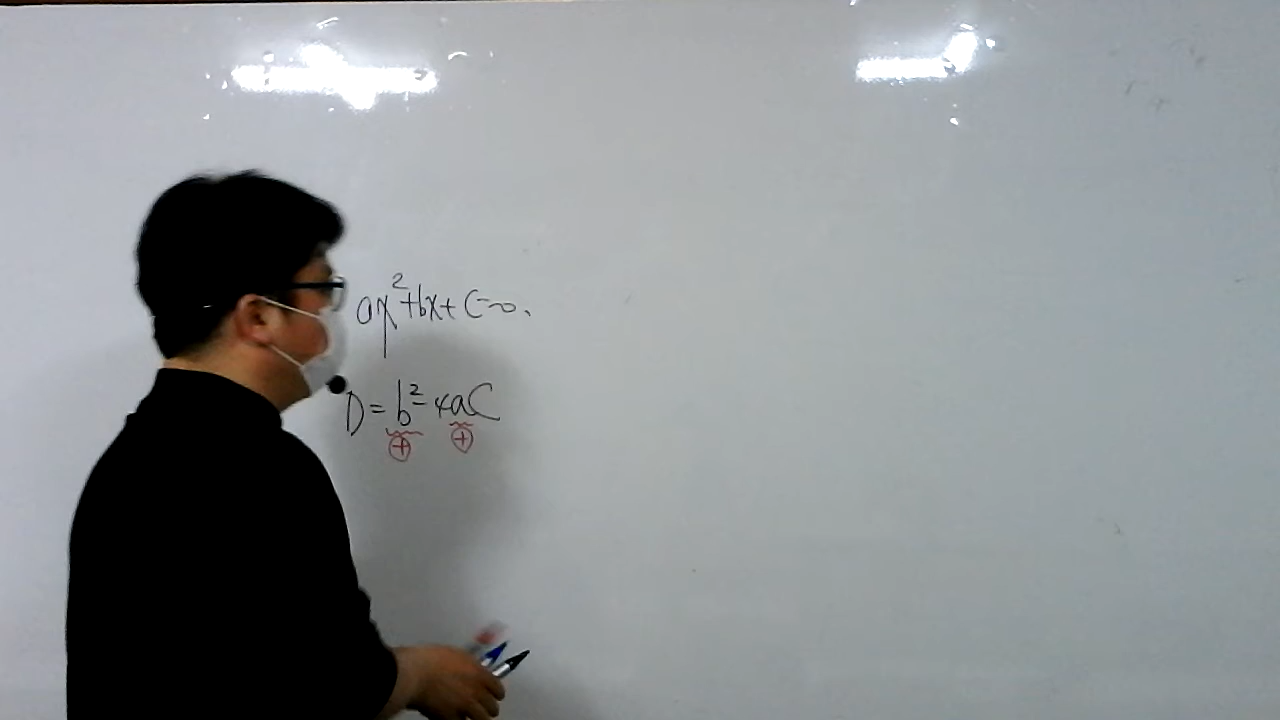 ax²+bx+c=0.
D=b²-4ac
⊕ ⊕